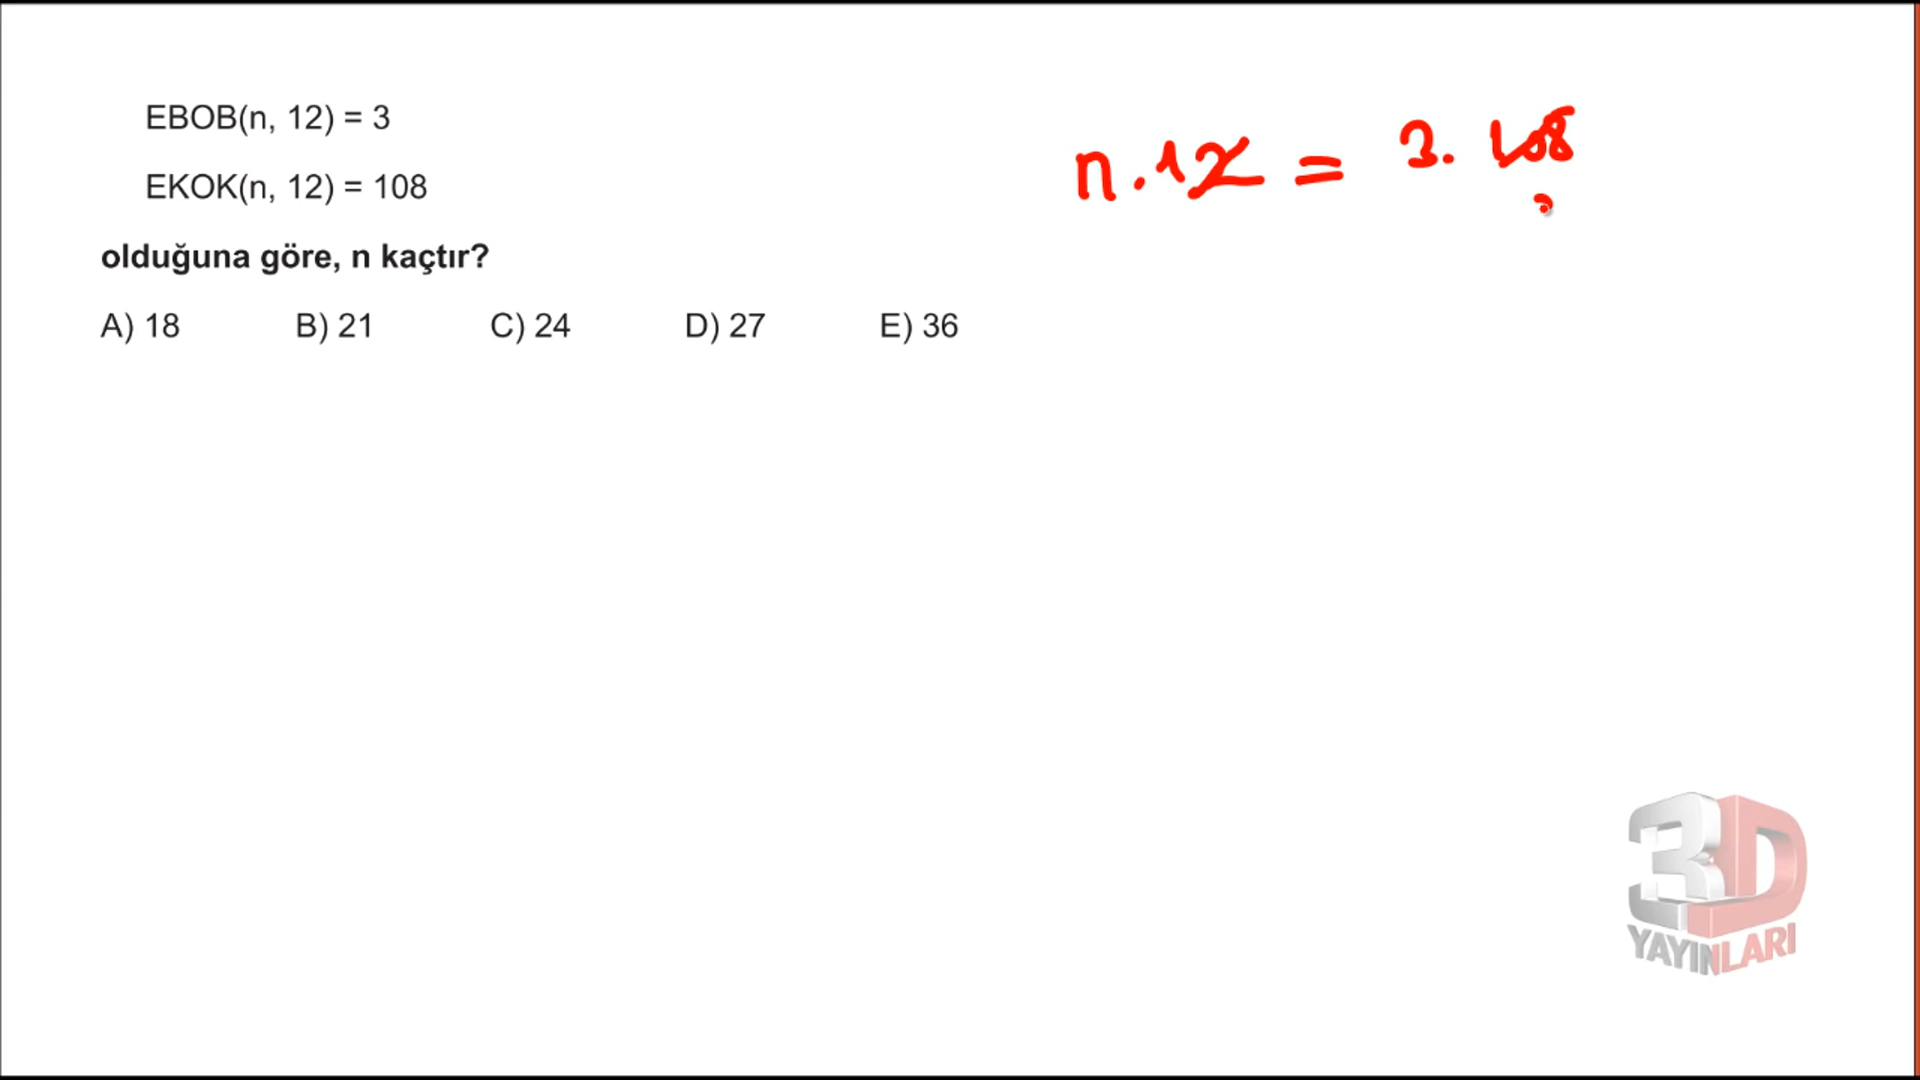 EBOB(n, 12) = 3
EKOK(n, 12) = 108
olduğuna göre, n kaçtır?
A) 18 B) 21 C) 24 D) 27 E) 36
n.12 = 3. 108
3D
YAYINLARI